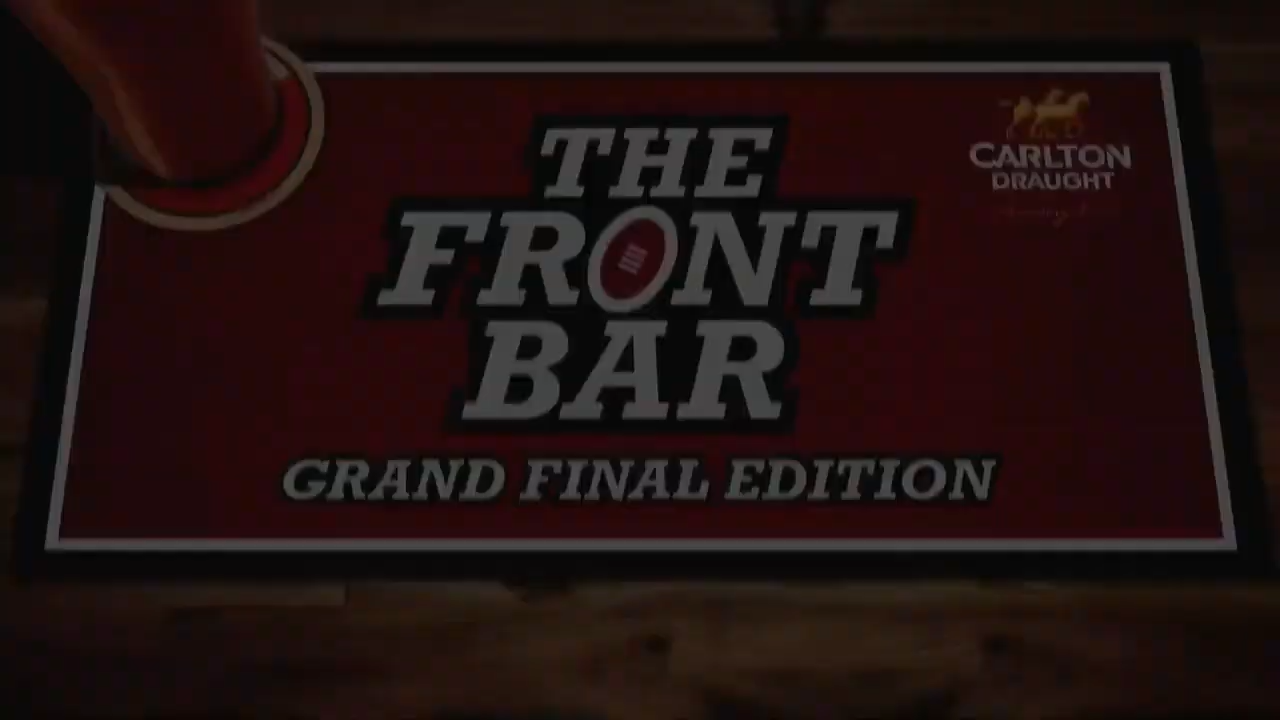 THE
FRONT
BAR
GRAND FINAL EDITION
CARLTON
DRAUGHT